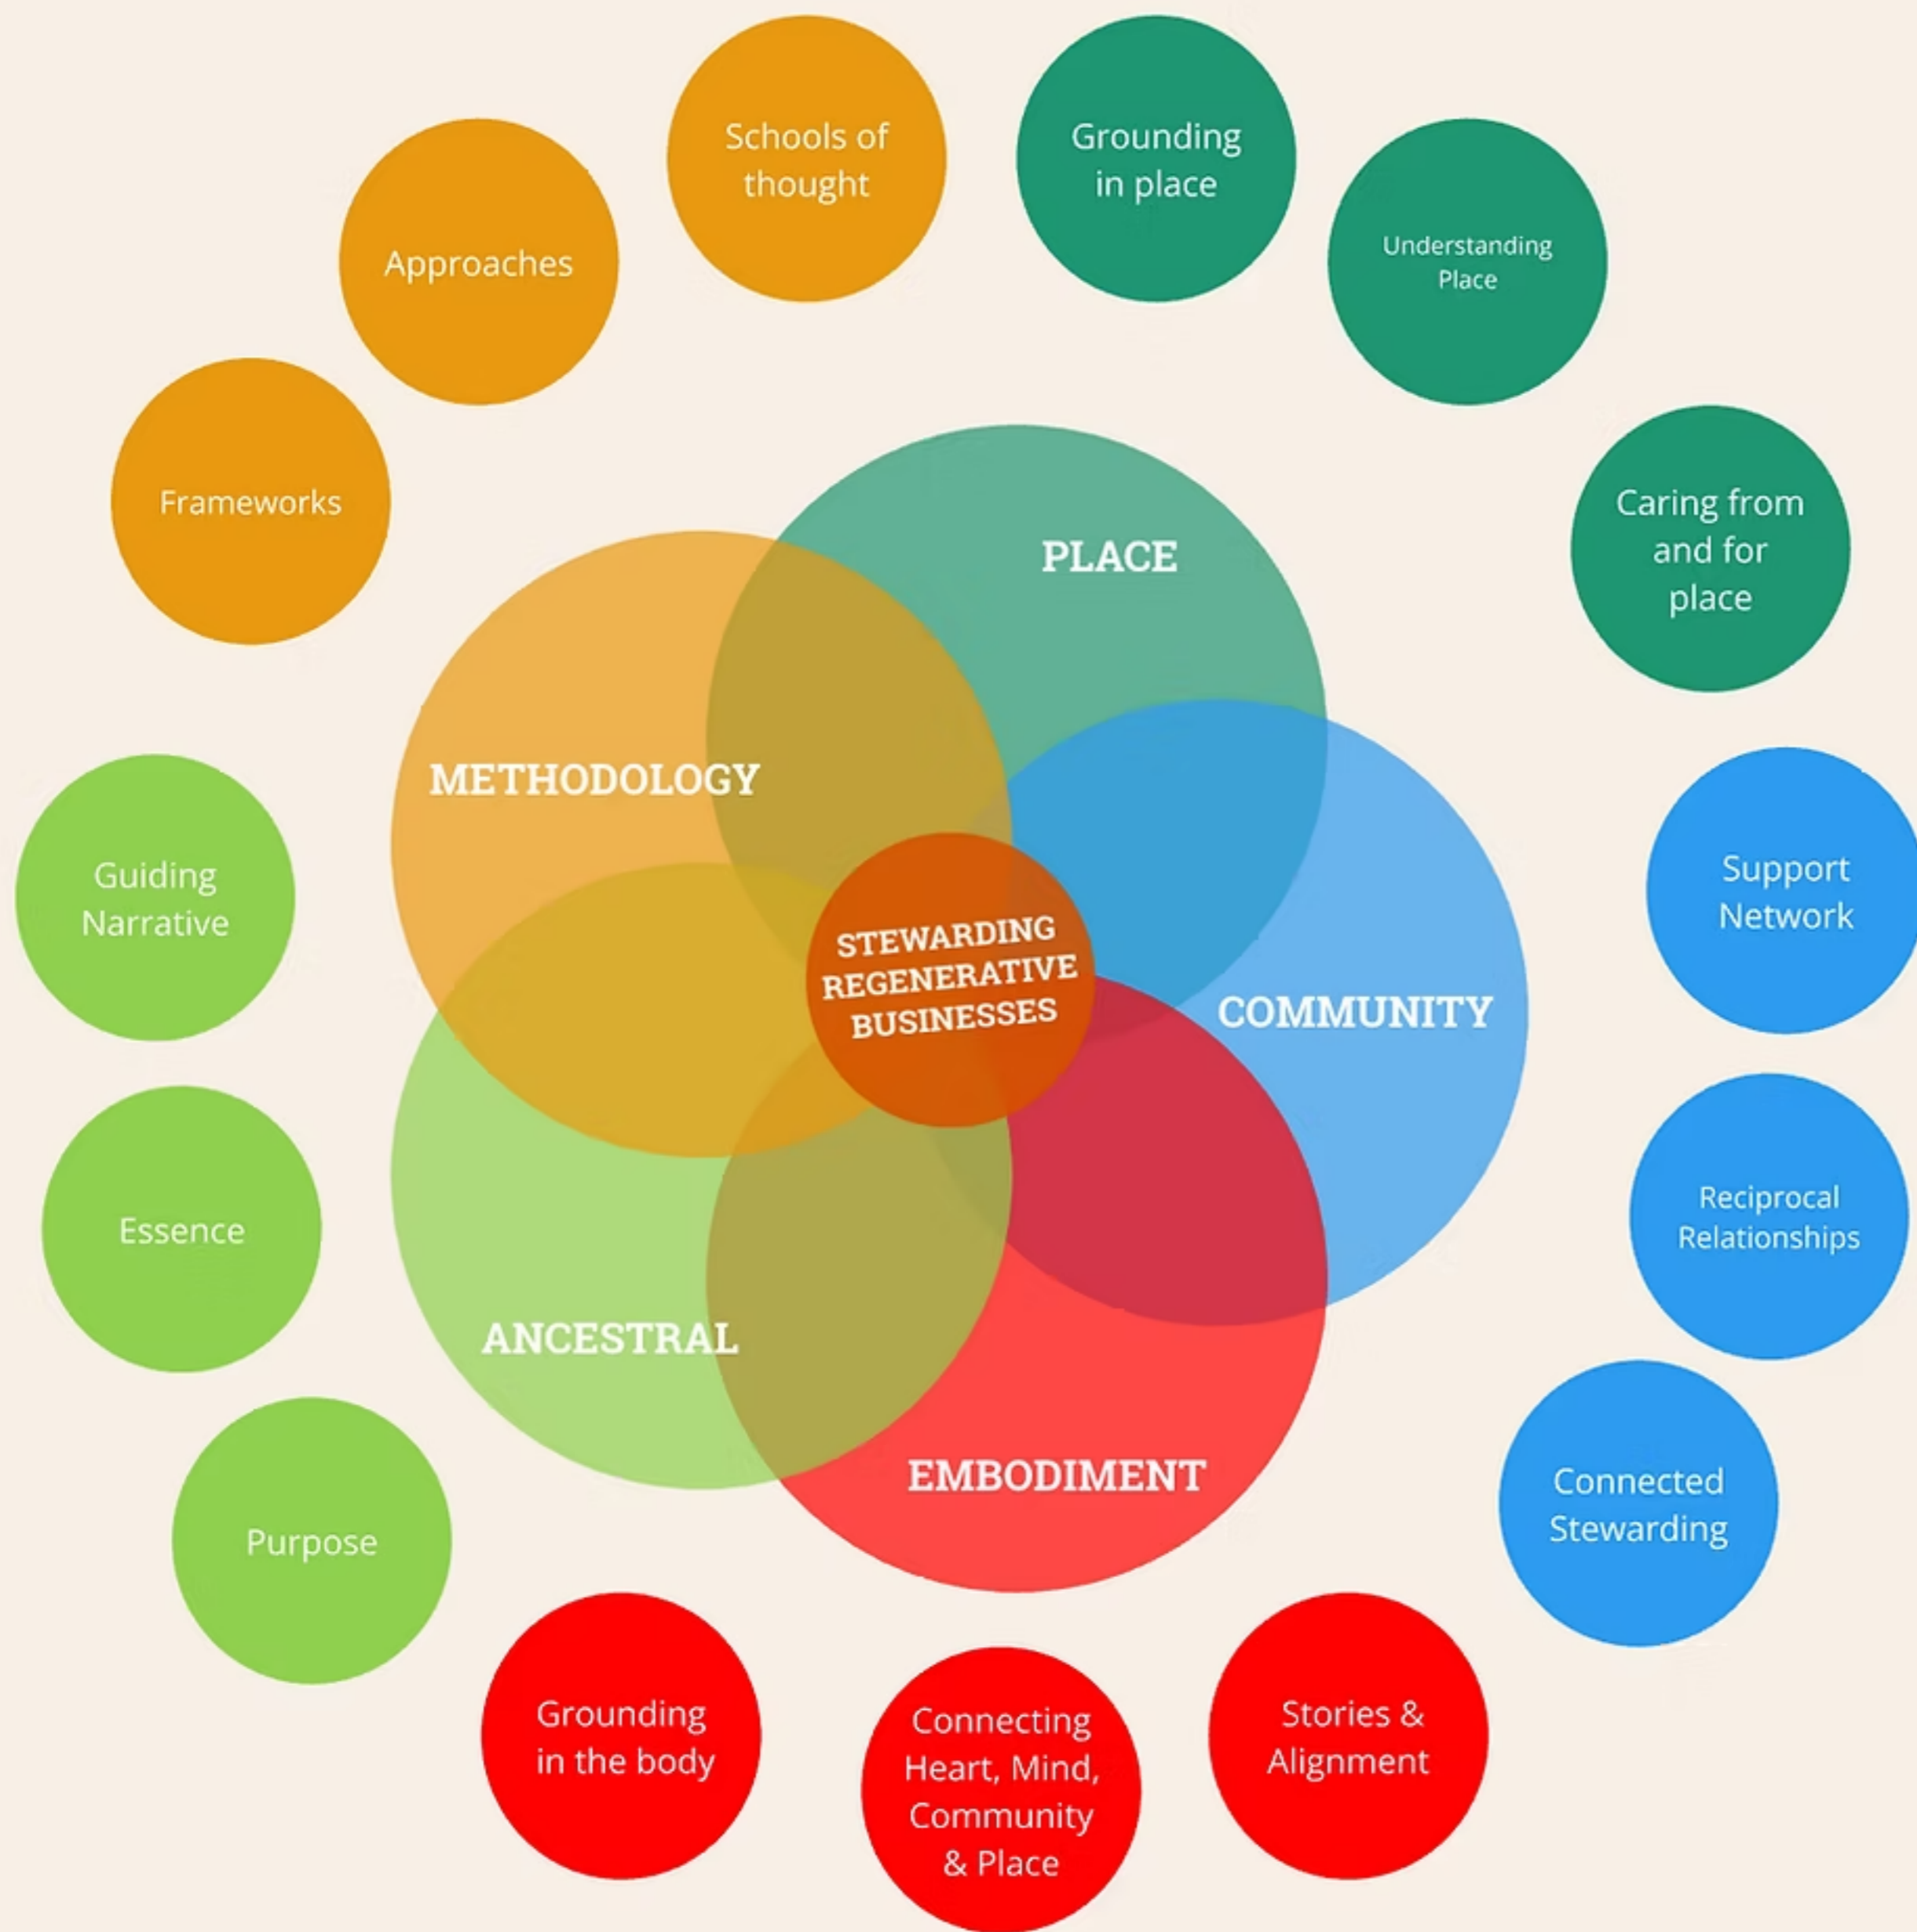 Schools of
thought
Grounding
in place
Approaches
Understanding
Place
Frameworks
Caring from
and for
place
PLACE
METHODOLOGY
Guiding
Narrative
Support
Network
STEWARDING
REGENERATIVE
BUSINESSES
COMMUNITY
Essence
Reciprocal
Relationships
ANCESTRAL
EMBODIMENT
Connected
Stewarding
Purpose
Grounding
in the body
Connecting
Heart, Mind,
Community
& Place
Stories &
Alignment